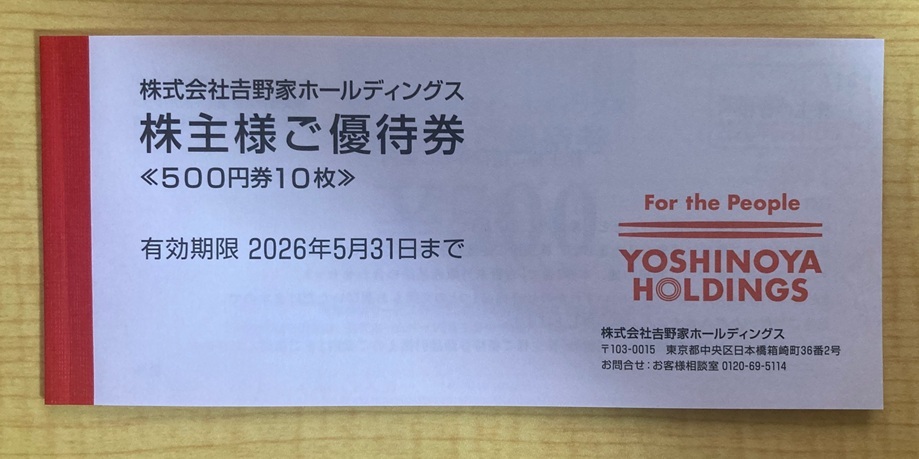 株式会社𠮷野家ホールディングス
株主様ご優待券
≪500円券10枚≫
有効期限 2026年5月31日まで
For the People
YOSHINOYA
HOLDINGS
株式会社𠮷野家ホールディングス
〒103-0015 東京都中央区日本橋箱崎町36番2号
お問合せ：お客様相談室 0120-69-5114